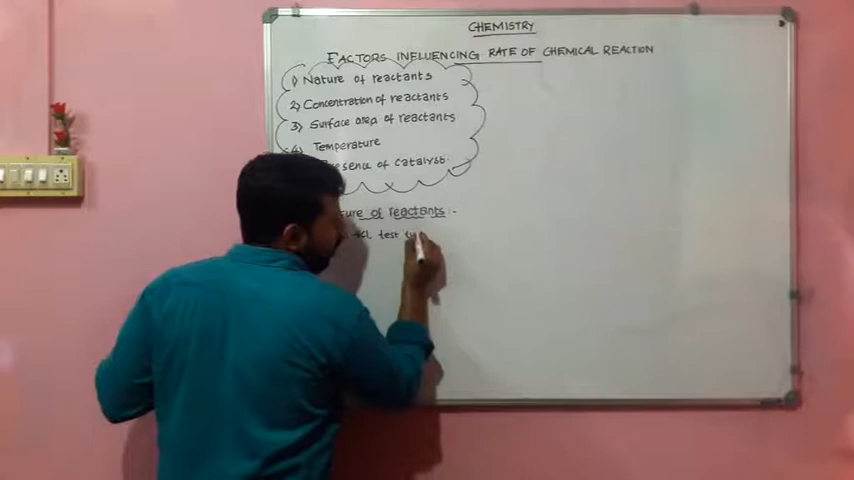 CHEMISTRY
FACTORS INFLUENCING RATE OF CHEMICAL REACTION
1) Nature of reactants
2) Concentration of reactants
3) Surface area of reactants
4) Temperature
Presence of catalyst
of reactants :-
test